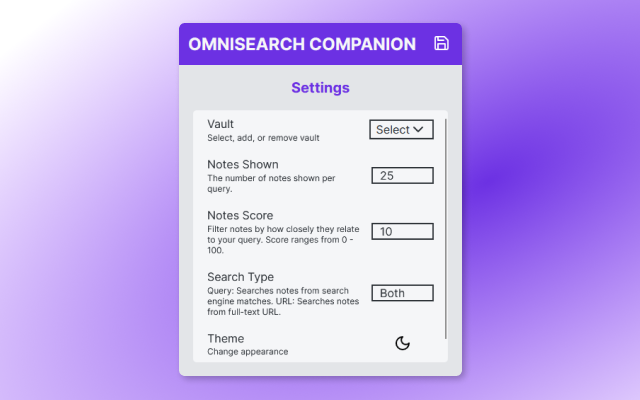 OMNISEARCH COMPANION
Settings
Vault
Select, add, or remove vault
Select
Notes Shown
The number of notes shown per
query.
25
Notes Score
Filter notes by how closely they relate
to your query. Score ranges from 0 -
100.
10
Search Type
Query: Searches notes from search
engine matches. URL: Searches notes
from full-text URL.
Both
Theme
Change appearance